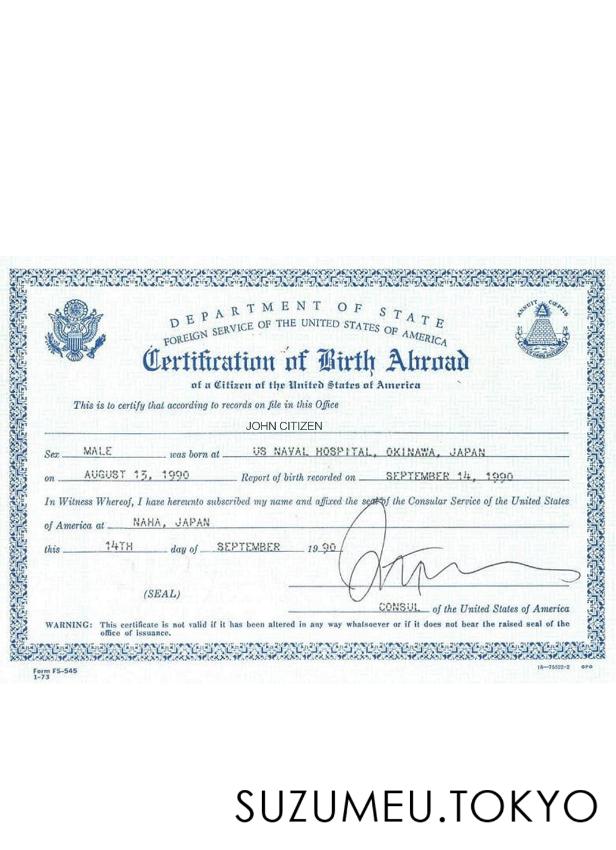 DEPARTMENT OF STATE
FOREIGN SERVICE OF THE UNITED STATES OF AMERICA
Certification of Birth Abroad
of a Citizen of the United States of America
ANNUIT CŒPTIS
This is to certify that according to records on file in this Office
JOHN CITIZEN
Sex MALE was born at US NAVAL HOSPITAL, OKINAWA, JAPAN
on AUGUST 13, 1990 Report of birth recorded on SEPTEMBER 14, 1990
In Witness Whereof, I have hereunto subscribed my name and affixed the seal of the Consular Service of the United States
of America at NAHA, JAPAN
this 14TH day of SEPTEMBER 1990
(SEAL)
CONSUL of the United States of America
WARNING: This certificate is not valid if it has been altered in any way whatsoever or if it does not bear the raised seal of the
office of issuance.
Form FS-545
1-73
GPO
SUZUMEU.TOKYO